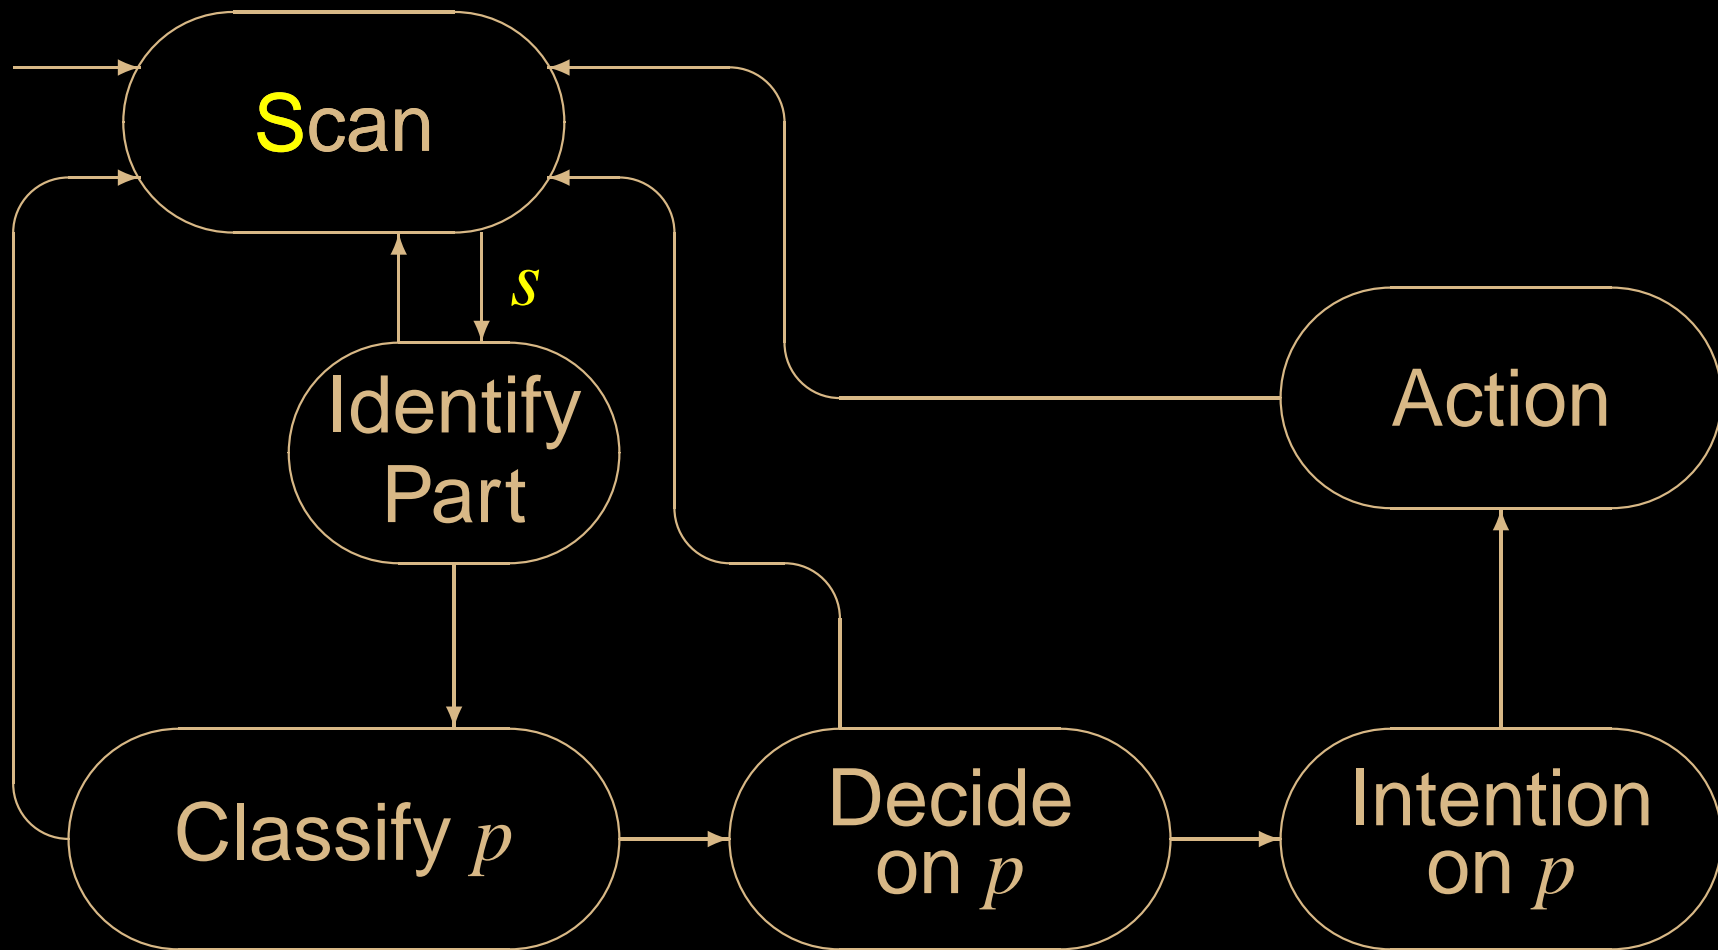 Scan
s
Identify
Part
Action
Classify p
Decide
on p
Intention
on p